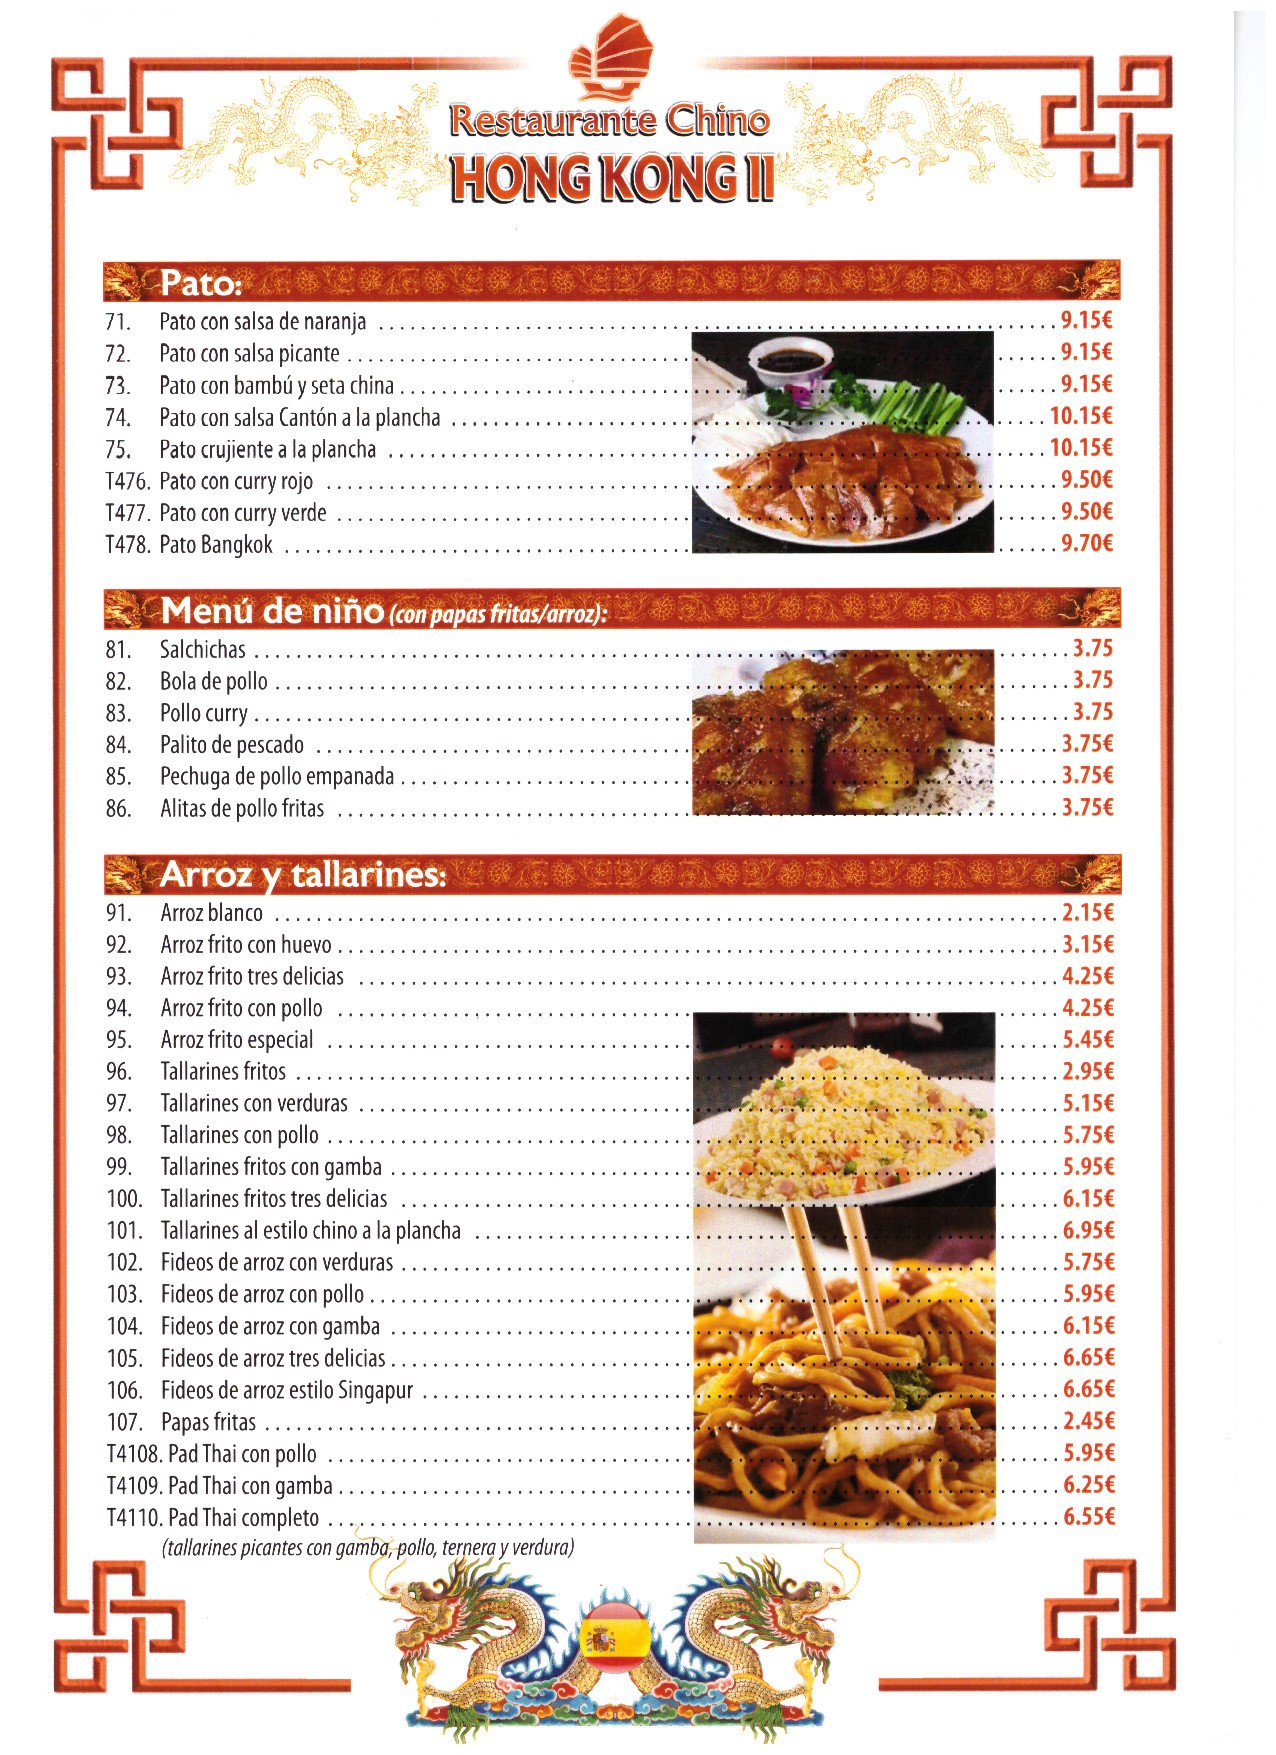 Restaurante Chino
HONG KONG II
Pato:
71. Pato con salsa de naranja 9.15€
72. Pato con salsa picante 9.15€
73. Pato con bambú y seta china 9.15€
74. Pato con salsa Cantón a la plancha 10.15€
75. Pato crujiente a la plancha 10.15€
T476. Pato con curry rojo 9.50€
T477. Pato con curry verde 9.50€
T478. Pato Bangkok 9.70€
Menú de niño (con papas fritas/arroz):
81. Salchichas 3.75
82. Bola de pollo 3.75
83. Pollo curry 3.75
84. Palito de pescado 3.75€
85. Pechuga de pollo empanada 3.75€
86. Alitas de pollo fritas 3.75€
Arroz y tallarines:
91. Arroz blanco 2.15€
92. Arroz frito con huevo 3.15€
93. Arroz frito tres delicias 4.25€
94. Arroz frito con pollo 4.25€
95. Arroz frito especial 5.45€
96. Tallarines fritos 2.95€
97. Tallarines con verduras 5.15€
98. Tallarines con pollo 5.75€
99. Tallarines fritos con gamba 5.95€
100. Tallarines fritos tres delicias 6.15€
101. Tallarines al estilo chino a la plancha 6.95€
102. Fideos de arroz con verduras 5.75€
103. Fideos de arroz con pollo 5.95€
104. Fideos de arroz con gamba 6.15€
105. Fideos de arroz tres delicias 6.65€
106. Fideos de arroz estilo Singapur 6.65€
107. Papas fritas 2.45€
T4108. Pad Thai con pollo 5.95€
T4109. Pad Thai con gamba 6.25€
T4110. Pad Thai completo 6.55€
(tallarines picantes con gamba, pollo, ternera y verdura)